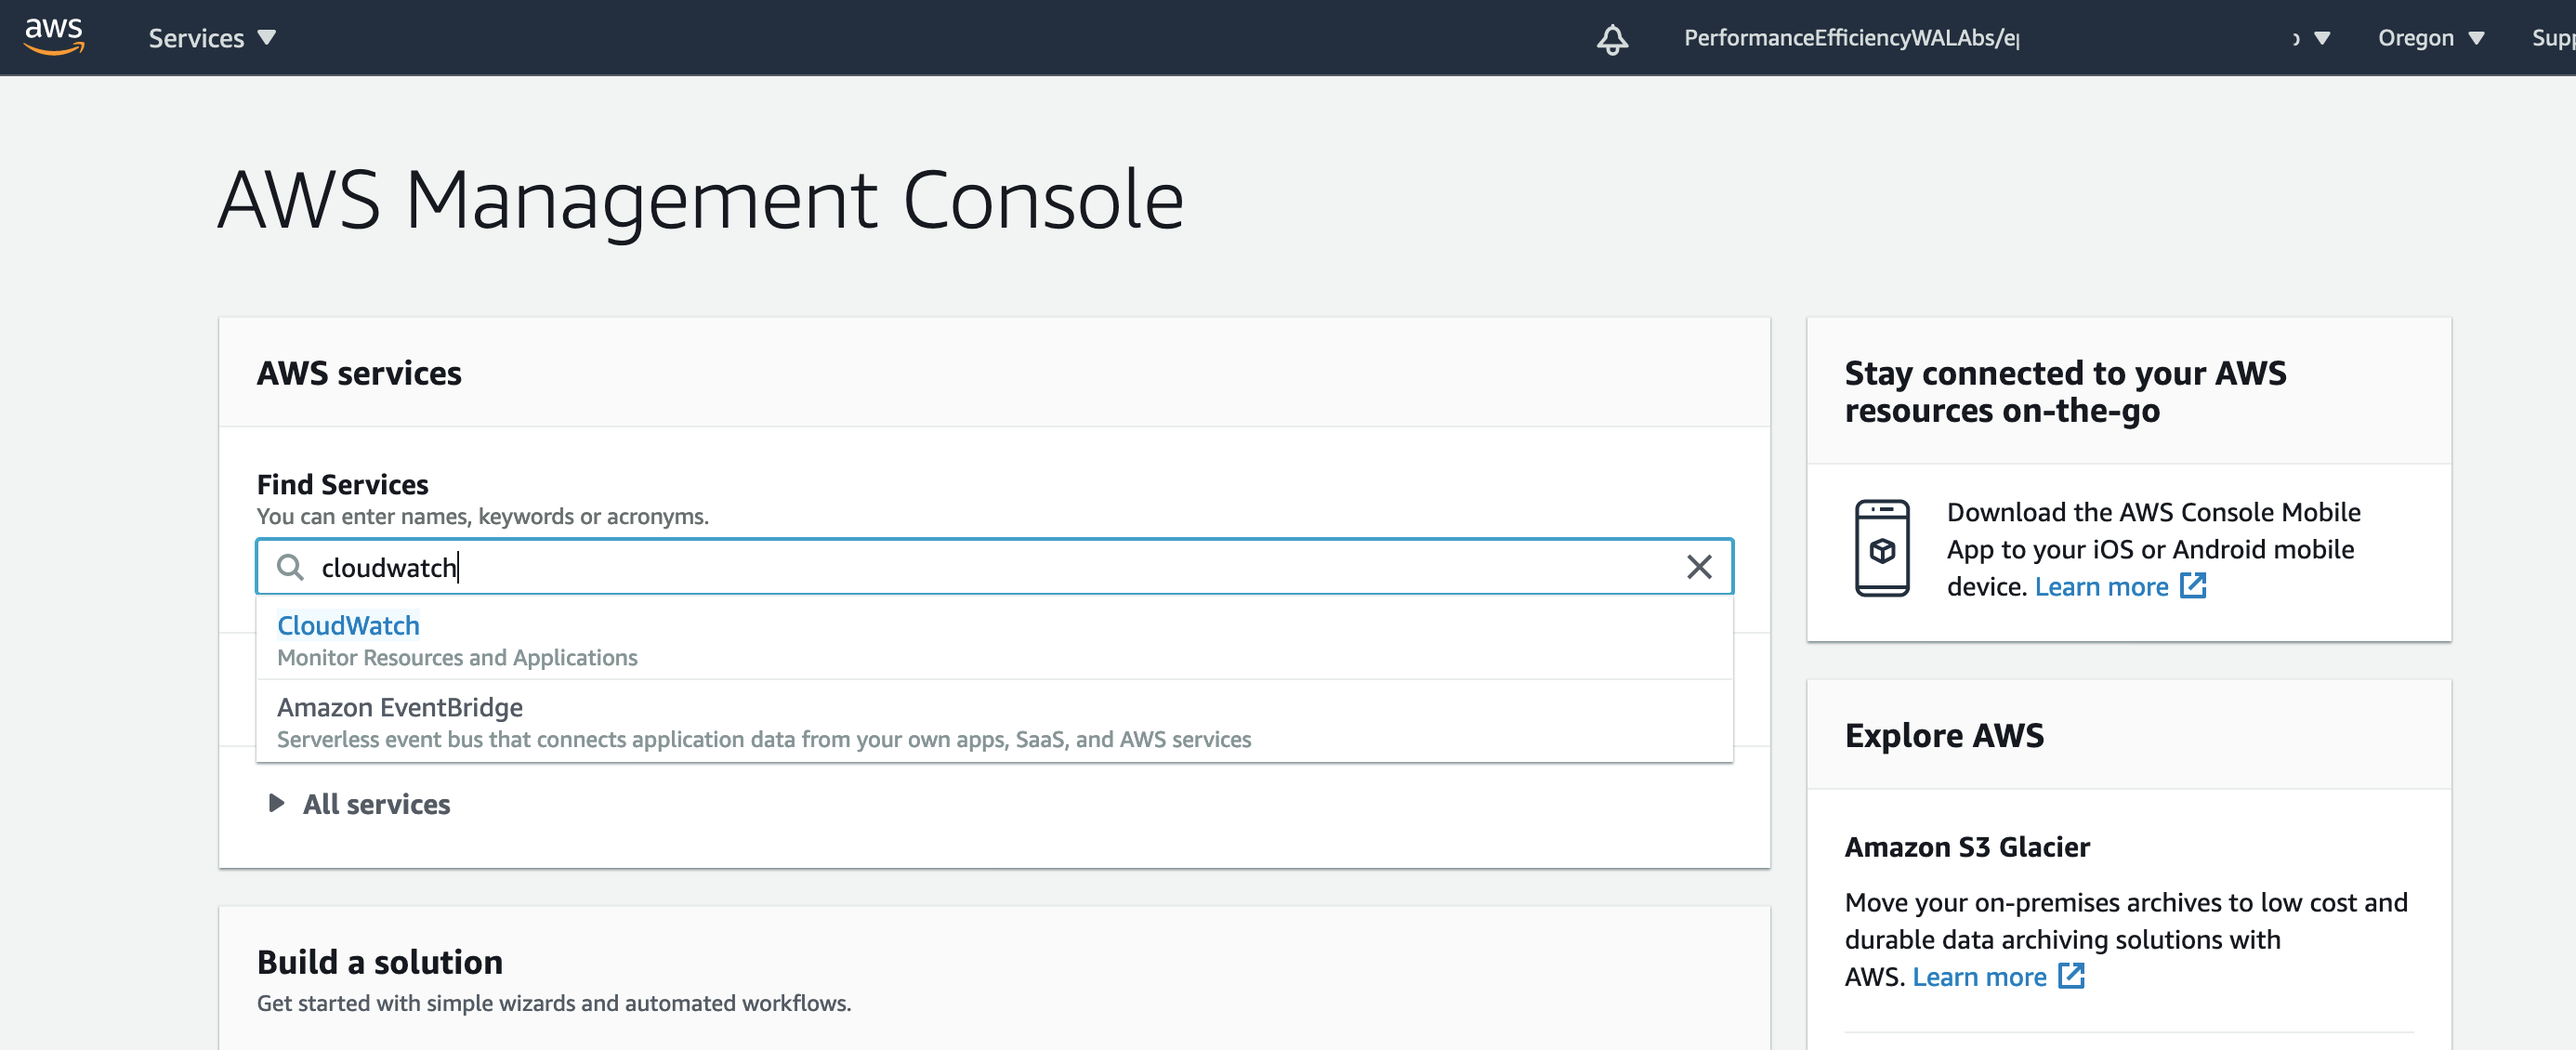 aws
Services
PerformanceEfficiencyWALAbs/
Oregon
AWS Management Console
AWS services
Find Services
You can enter names, keywords or acronyms.
cloudwatch
CloudWatch
Monitor Resources and Applications
Amazon EventBridge
Serverless event bus that connects application data from your own apps, SaaS, and AWS services
All services
Build a solution
Get started with simple wizards and automated workflows.
Stay connected to your AWS
resources on-the-go
Download the AWS Console Mobile
App to your iOS or Android mobile
device. Learn more
Explore AWS
Amazon S3 Glacier
Move your on-premises archives to low cost and
durable data archiving solutions with
AWS. Learn more